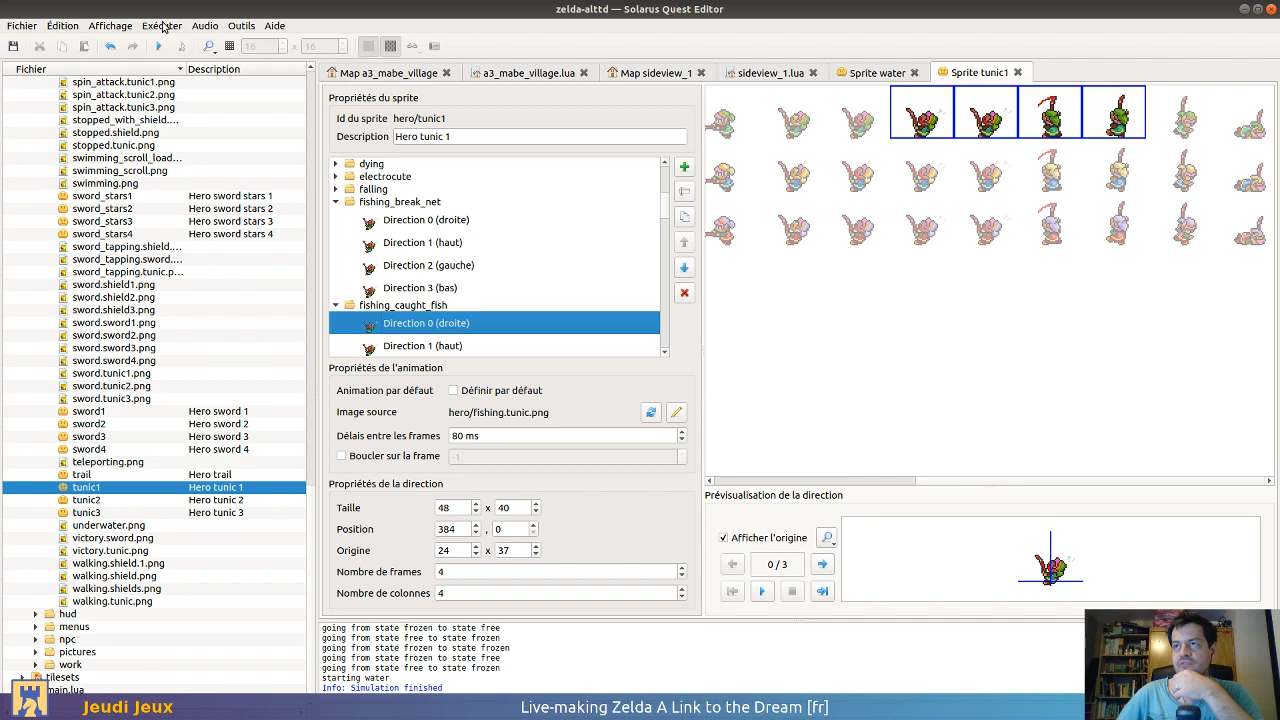 zelda-alttd — Solarus Quest Editor
Fichier Édition Affichage Exécuter Audio Outils Aide
16 x 16
Fichier Description
spin_attack.tunic1.png
spin_attack.tunic2.png
spin_attack.tunic3.png
stopped_with_shield....
stopped.shield.png
stopped.tunic.png
swimming_scroll_load...
swimming_scroll.png
swimming.png
sword_stars1 Hero sword stars 1
sword_stars2 Hero sword stars 2
sword_stars3 Hero sword stars 3
sword_stars4 Hero sword stars 4
sword_tapping.shield....
sword_tapping.sword...
sword_tapping.tunic.p...
sword.shield1.png
sword.shield2.png
sword.shield3.png
sword.sword1.png
sword.sword2.png
sword.sword3.png
sword.sword4.png
sword.tunic1.png
sword.tunic2.png
sword.tunic3.png
sword1 Hero sword 1
sword2 Hero sword 2
sword3 Hero sword 3
sword4 Hero sword 4
teleporting.png
trail Hero trail
tunic1 Hero tunic 1
tunic2 Hero tunic 2
tunic3 Hero tunic 3
underwater.png
victory.sword.png
victory.tunic.png
walking.shield.1.png
walking.shield.png
walking.shields.png
walking.tunic.png
hud
menus
npc
pictures
work
tilesets
main.lua
Map a3_mabe_village a3_mabe_village.lua Map sideview_1 sideview_1.lua Sprite water Sprite tunic1
Propriétés du sprite
Id du sprite hero/tunic1
Description Hero tunic 1
dying
electrocute
falling
fishing_break_net
Direction 0 (droite)
Direction 1 (haut)
Direction 2 (gauche)
Direction 3 (bas)
fishing_caught_fish
Direction 0 (droite)
Direction 1 (haut)
Propriétés de l'animation
Animation par défaut Définir par défaut
Image source hero/fishing.tunic.png
Délais entre les frames 80 ms
Boucler sur la frame -1
Propriétés de la direction
Taille 48 x 40
Position 384 , 0
Origine 24 x 37
Nombre de frames 4
Nombre de colonnes 4
Prévisualisation de la direction
Afficher l'origine
0 / 3
going from state frozen to state free
going from state free to state frozen
going from state frozen to state frozen
going from state frozen to state free
going from state free to state frozen
starting water
Info: Simulation finished
Jeudi Jeux Live-making Zelda A Link to the Dream [fr]